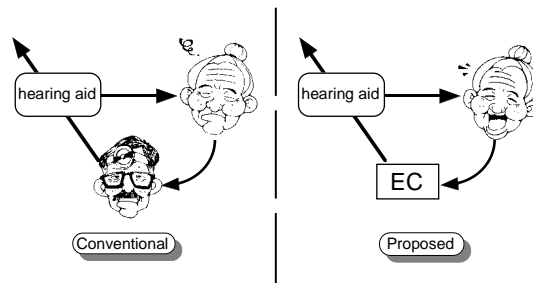 hearing aid
Conventional
hearing aid
EC
Proposed